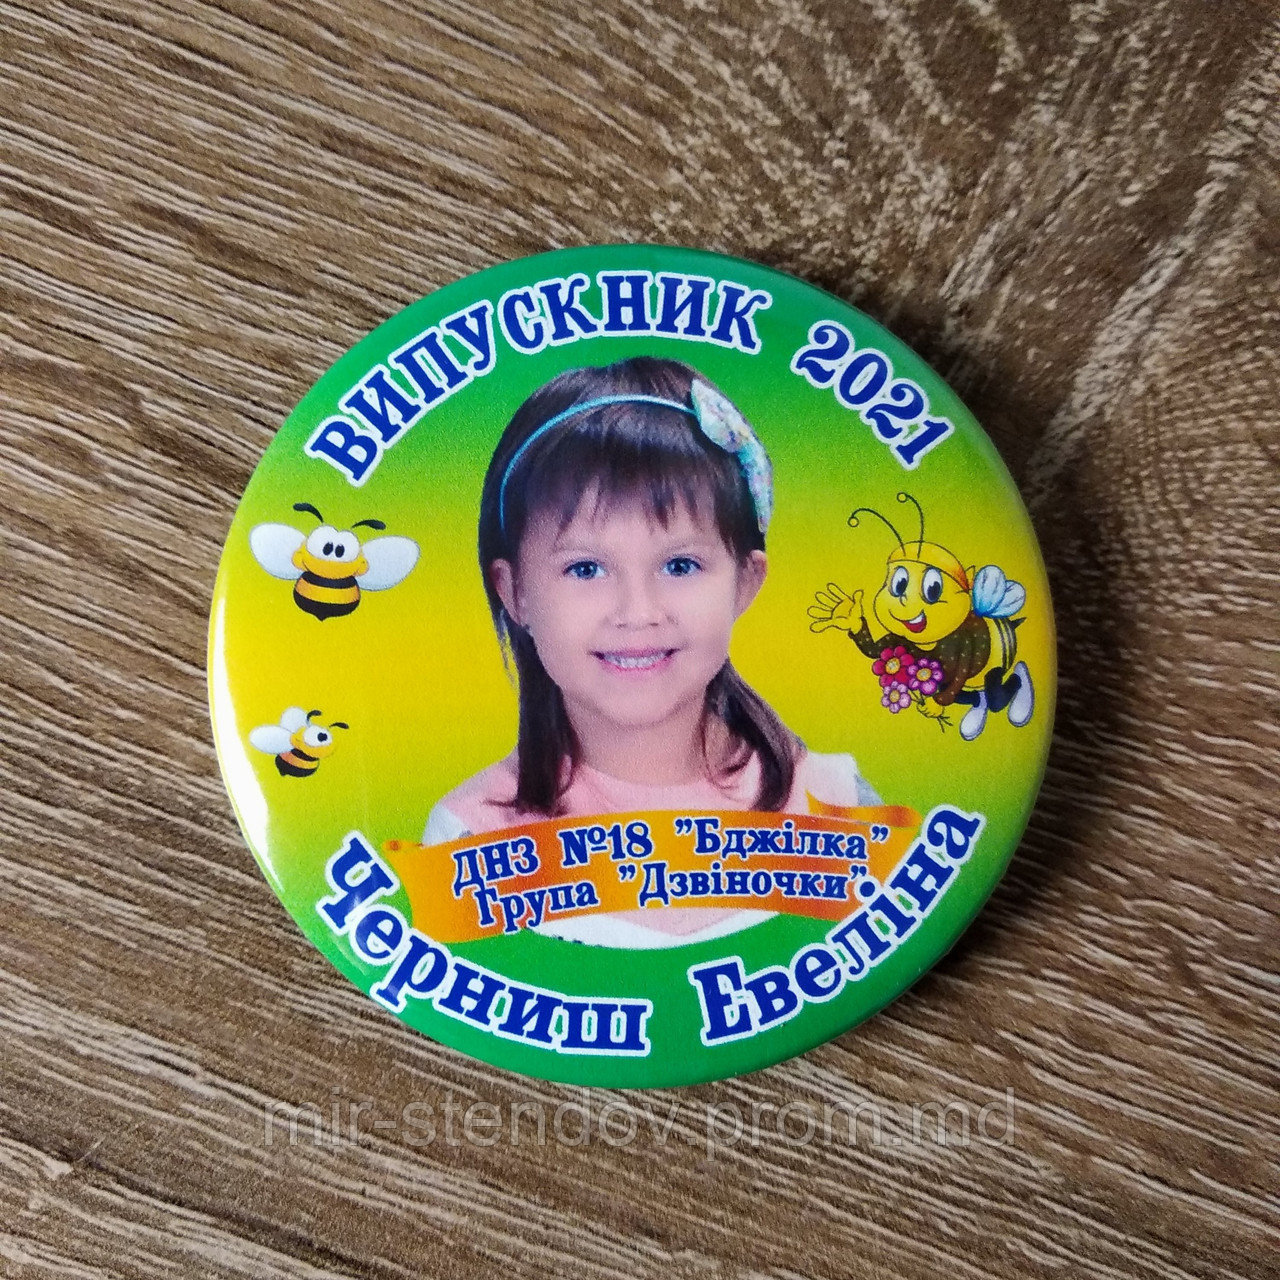 ВИПУСКНИК 2021
ДНЗ №18 "Бджілка"
Група "Дзвіночки"
Черниш Евеліна
mir-stendov.prom.md